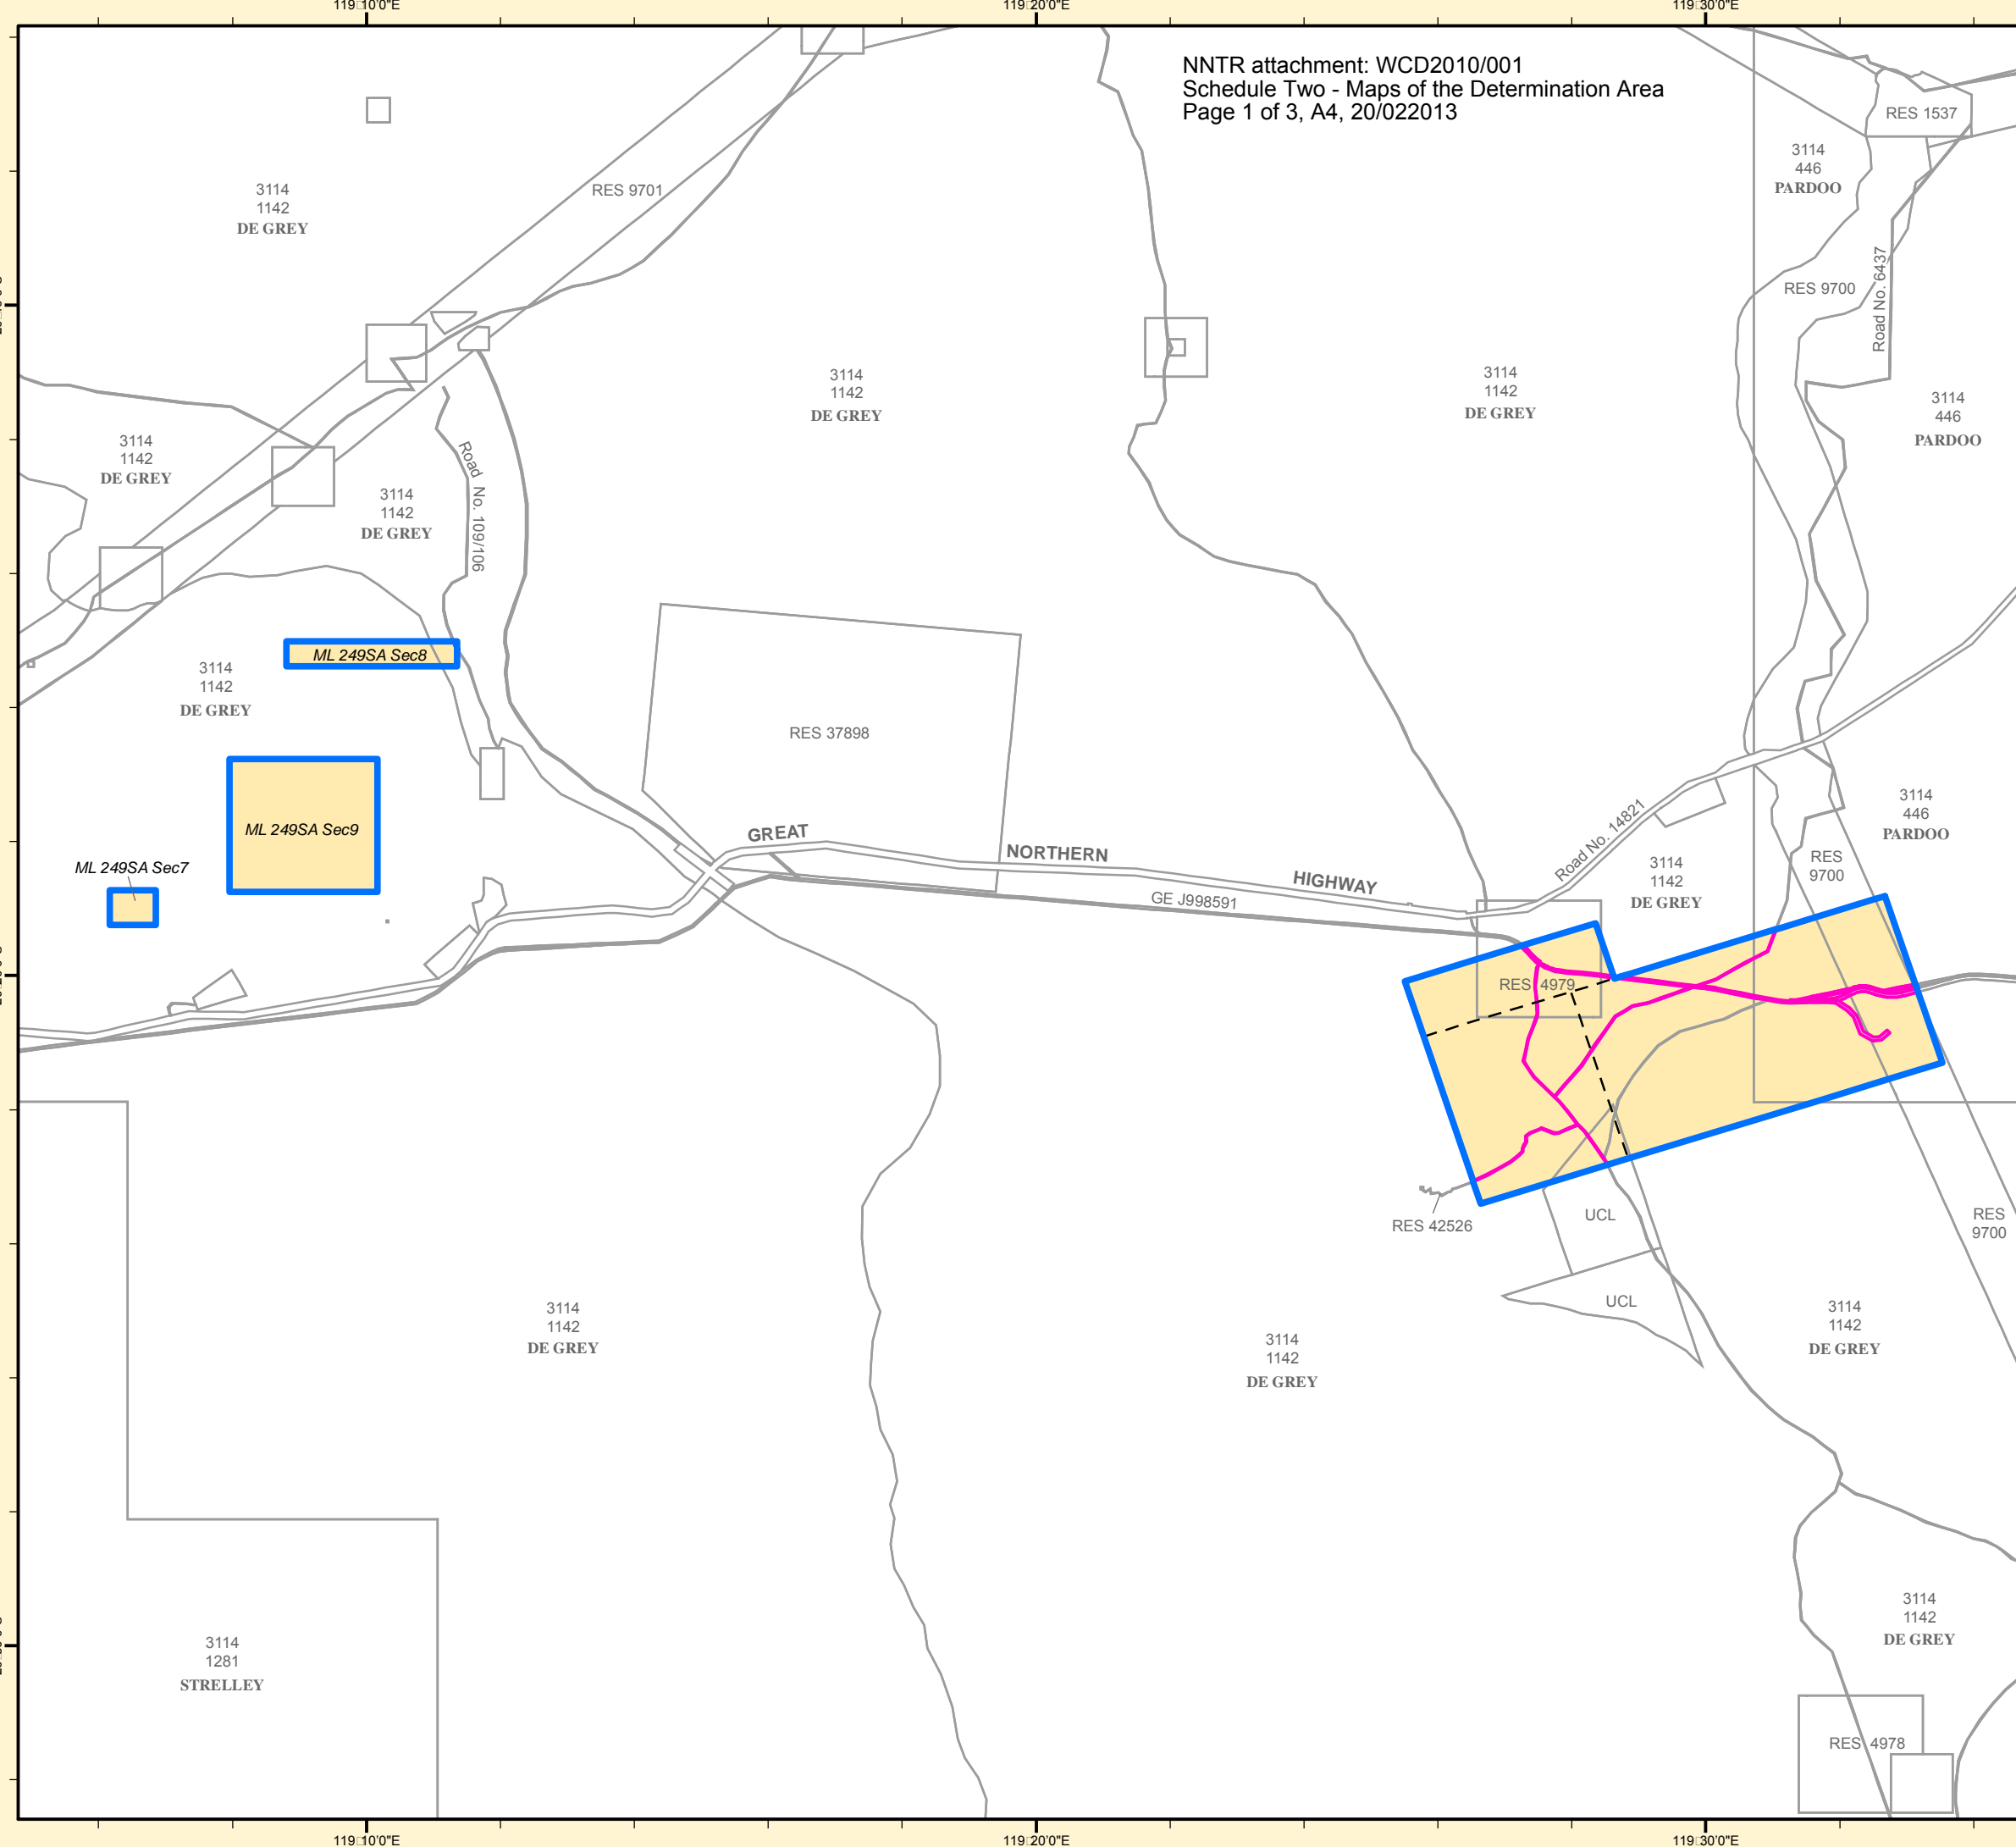 119□10'0"E
119□20'0"E
119□30'0"E
NNTR attachment: WCD2010/001
Schedule Two - Maps of the Determination Area
Page 1 of 3, A4, 20/022013
RES 1537
3114
446
PARDOO
RES 9701
3114
1142
DE GREY
RES 9700
Road No. 6437
3114
1142
DE GREY
3114
1142
DE GREY
3114
446
PARDOO
3114
1142
DE GREY
3114
1142
DE GREY
Road No. 109/106
ML 249SA Sec8
3114
1142
DE GREY
RES 37898
ML 249SA Sec9
ML 249SA Sec7
GREAT
NORTHERN
HIGHWAY
GE J998591
Road No. 14821
3114
446
PARDOO
3114
1142
DE GREY
RES
9700
RES 4979
RES 42526
UCL
UCL
RES
9700
3114
1142
DE GREY
3114
1142
DE GREY
3114
1142
DE GREY
3114
1142
DE GREY
3114
1281
STRELLEY
RES 4978
119□10'0"E
119□20'0"E
119□30'0"E